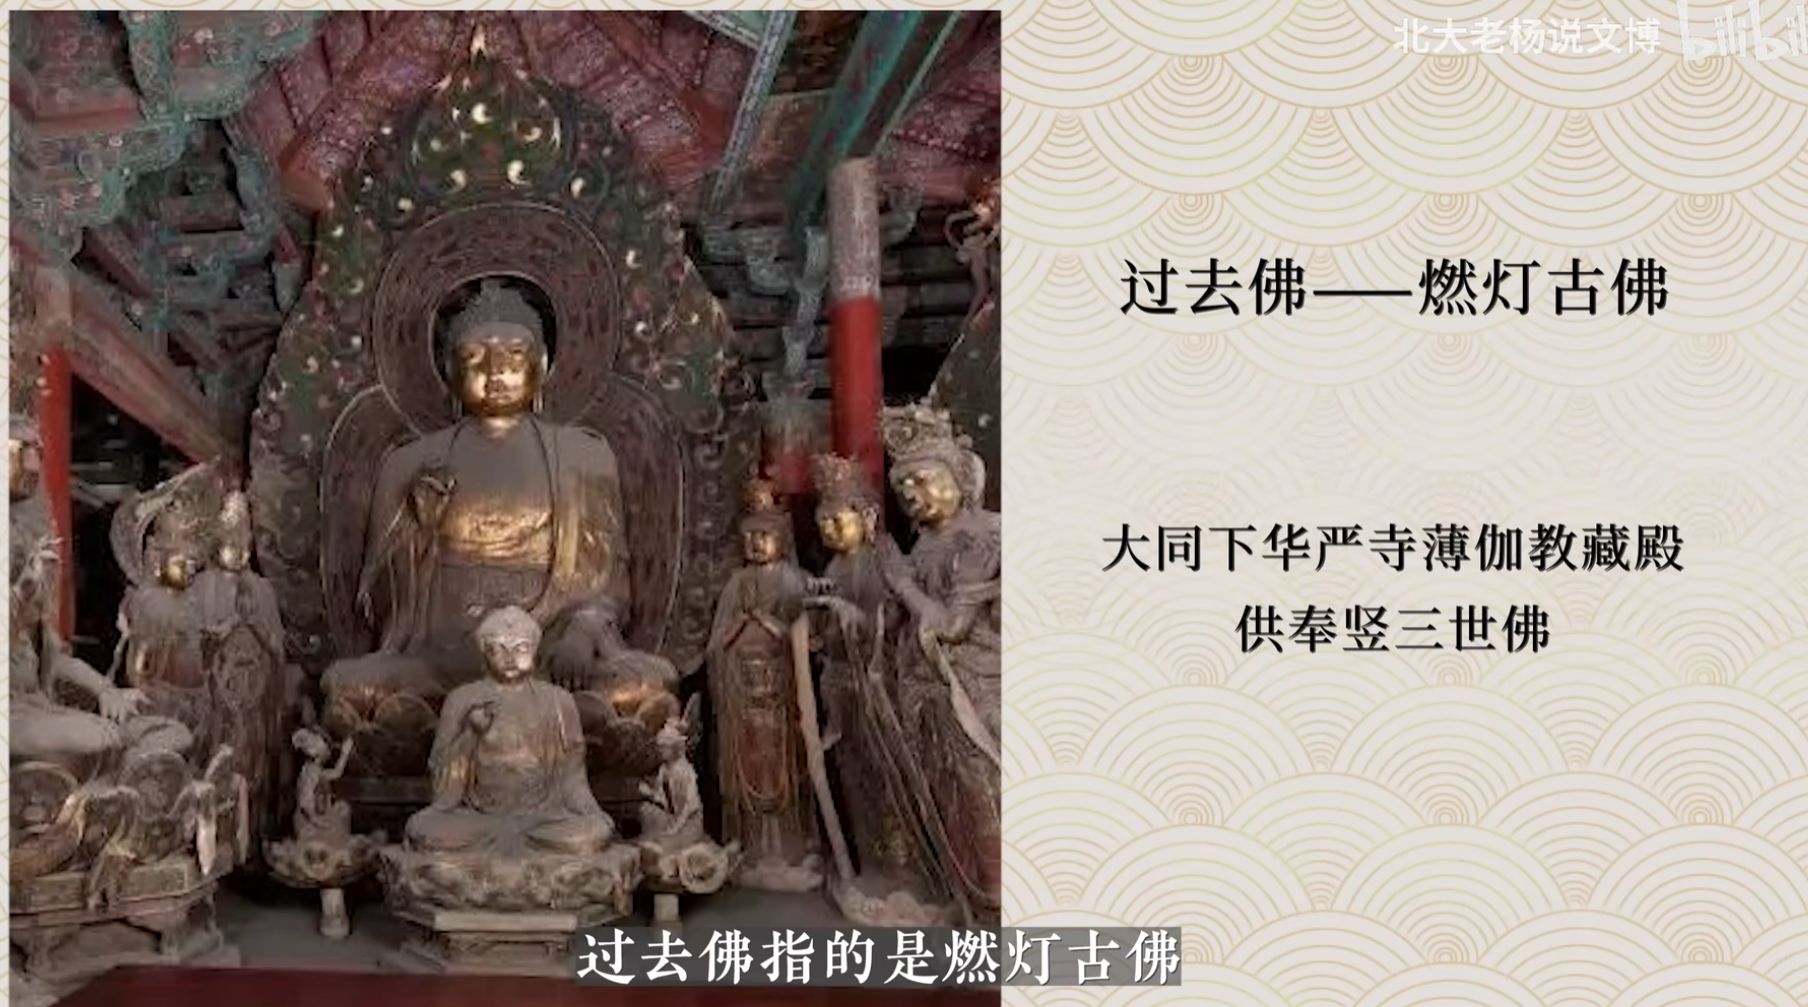 北大老杨说文博 bilibili
过去佛——燃灯古佛
大同下华严寺薄伽教藏殿
供奉竖三世佛
过去佛指的是燃灯古佛